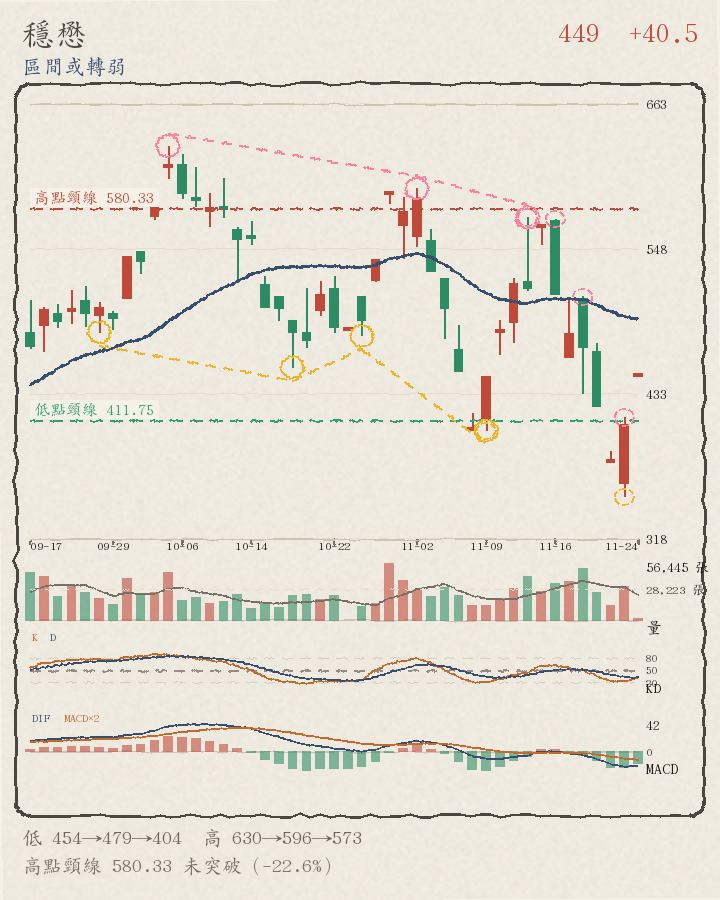 穩懋
449 +40.5
區間或轉弱
663
高點頸線 580.33
548
433
低點頸線 411.75
318
09-17 09-29 10-06 10-14 10-22 11-02 11-09 11-16 11-24
56,445 張
28,223 張
量
K D
80
50
20
KD
DIF MACD×2
42
0
MACD
低 454→479→404 高 630→596→573
高點頸線 580.33 未突破 (-22.6%)